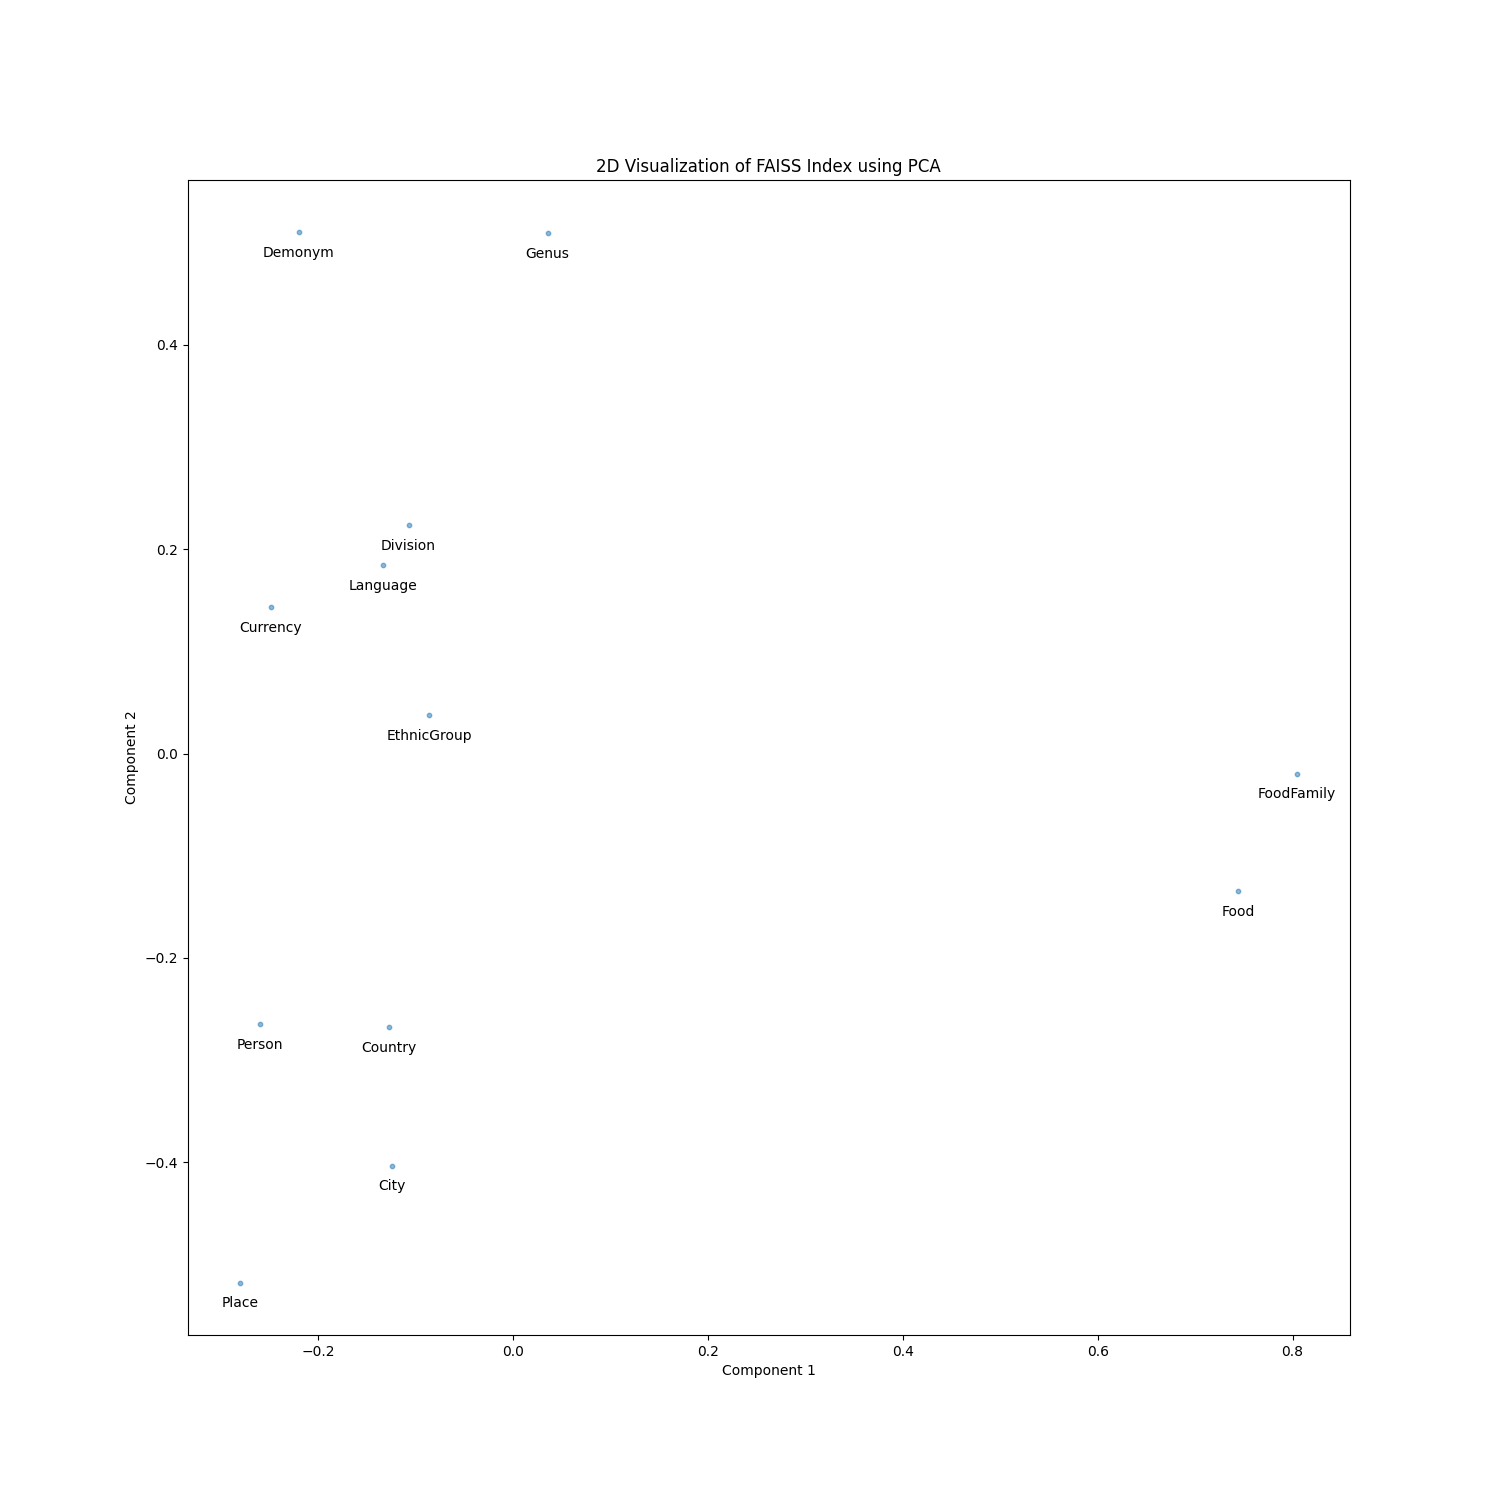 2D Visualization of FAISS Index using PCA
Demonym
Genus
0.4
Division
0.2
Language
Currency
EthnicGroup
0.0
Component 2
FoodFamily
Food
−0.2
Person
Country
−0.4
City
Place
−0.2
0.0
0.2
0.4
0.6
0.8
Component 1